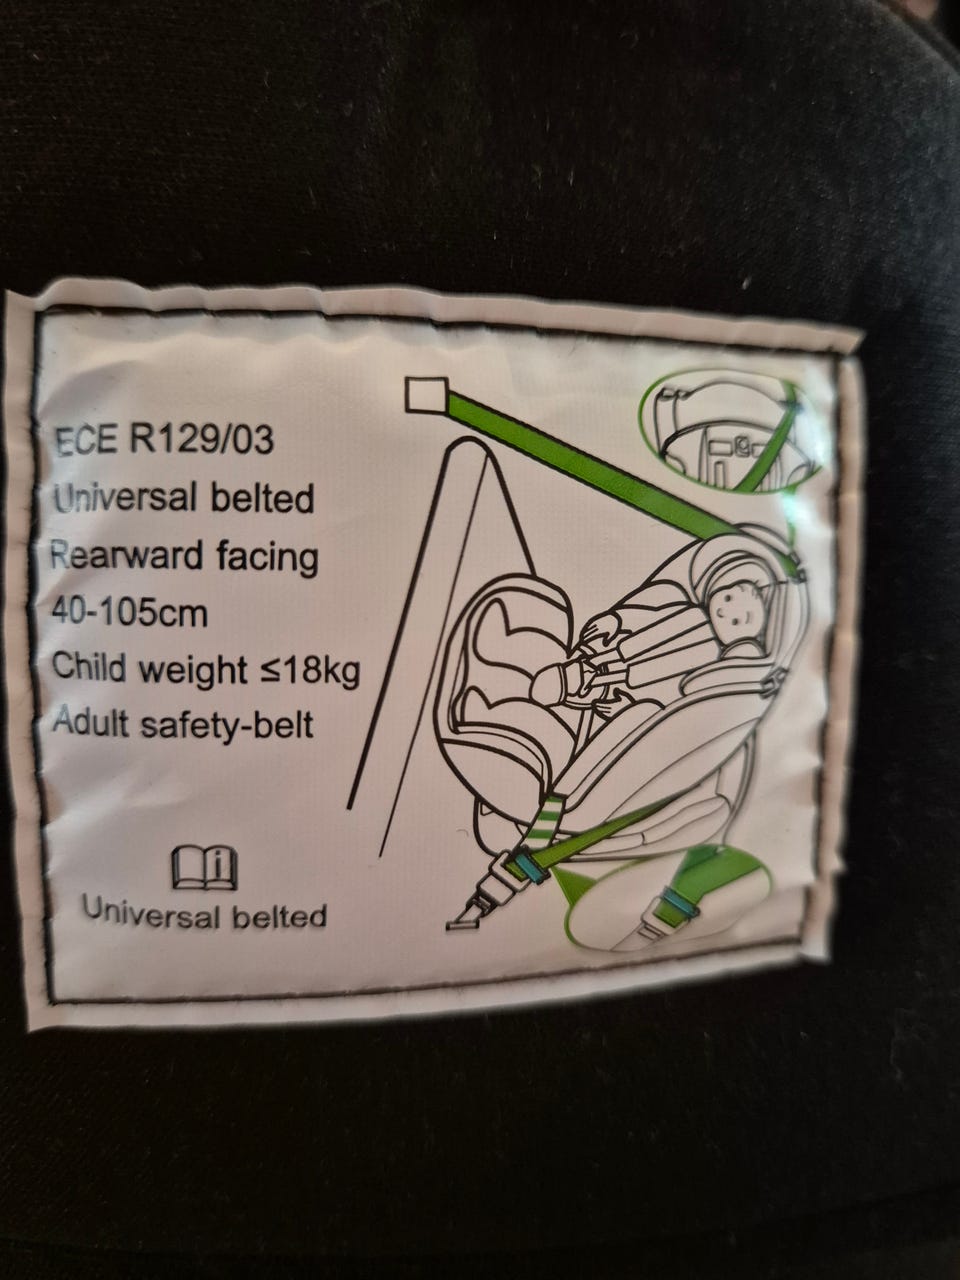 ECE R129/03
Universal belted
Rearward facing
40-105cm
Child weight ≤18kg
Adult safety-belt
i
Universal belted